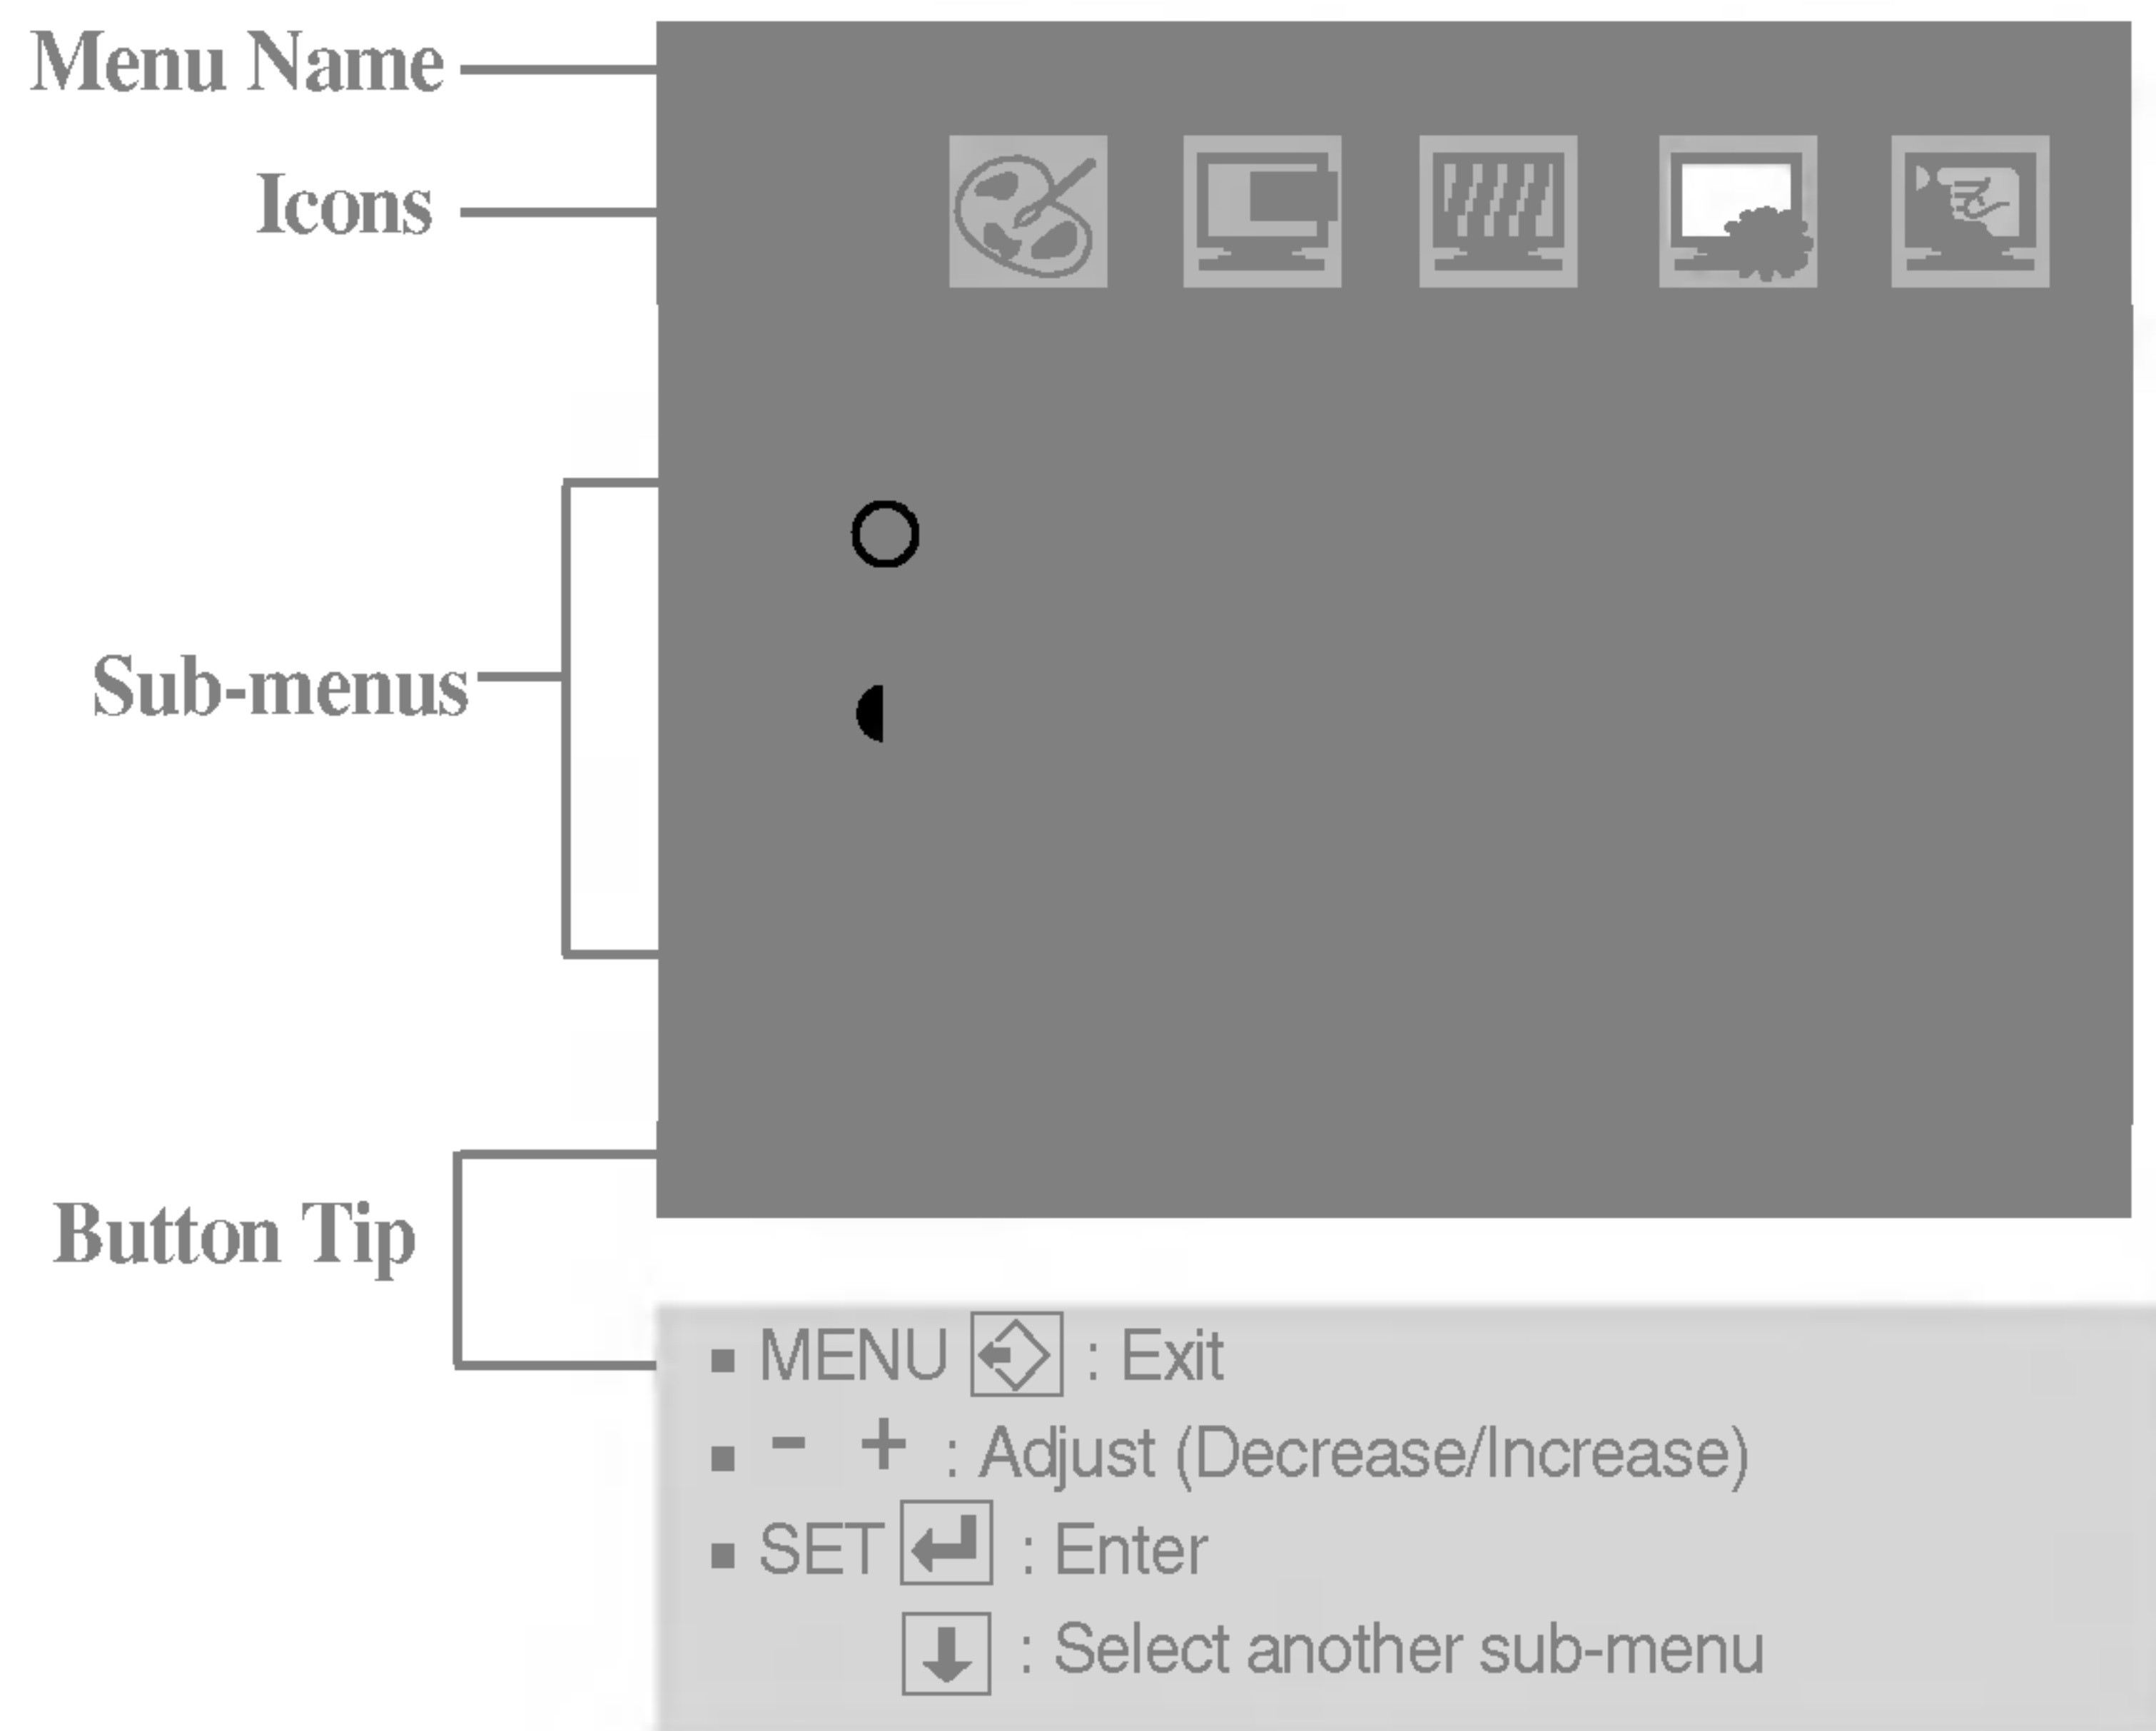 Menu Name
Icons
Sub-menus
Button Tip
■ MENU : Exit
■ - + : Adjust (Decrease/Increase)
■ SET : Enter
: Select another sub-menu